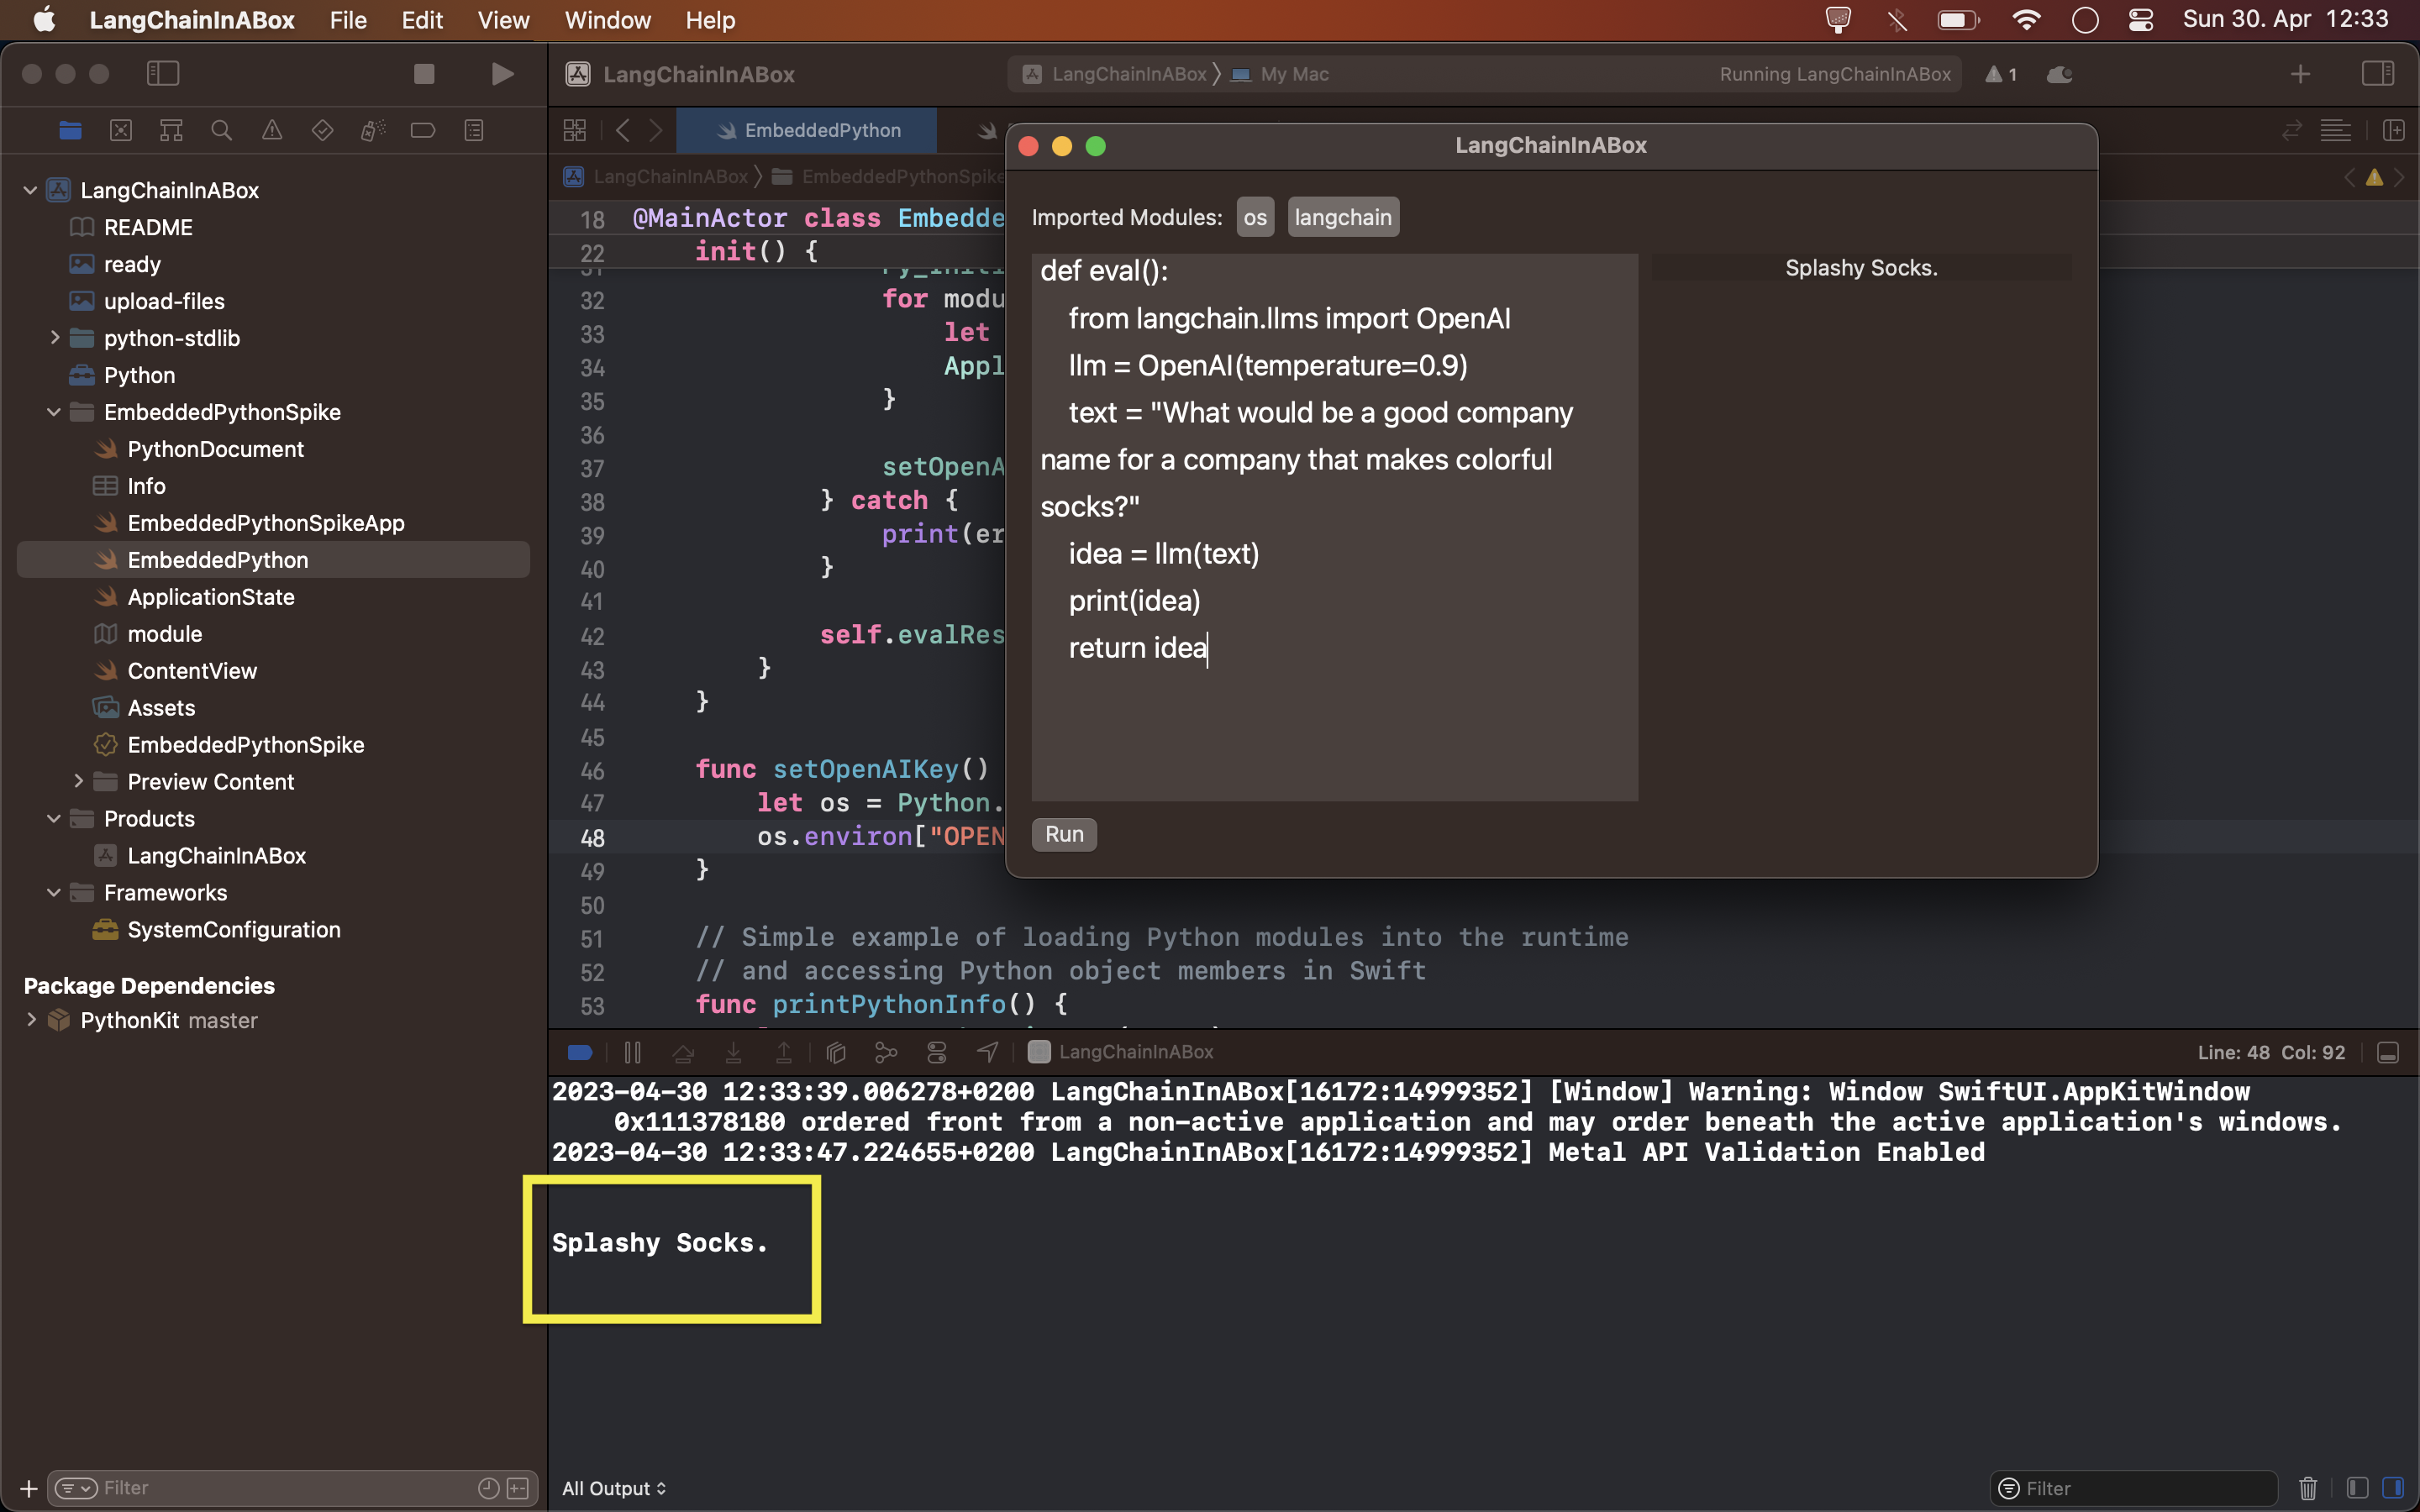 LangChainInABox File Edit View Window Help Sun 30. Apr 12:33
LangChainInABox
LangChainInABox My Mac Running LangChainInABox 1
EmbeddedPython
LangChainInABox EmbeddedPythonSpike
LangChainInABox
README
ready
upload-files
python-stdlib
Python
EmbeddedPythonSpike
PythonDocument
Info
EmbeddedPythonSpikeApp
EmbeddedPython
ApplicationState
module
ContentView
Assets
EmbeddedPythonSpike
Preview Content
Products
LangChainInABox
Frameworks
SystemConfiguration
Package Dependencies
PythonKit master
Filter
18 @MainActor class Embedde
22 init() {
32 for modu
33 let
34 Appl
35 }
36
37 setOpenA
38 } catch {
39 print(er
40 }
41
42 self.evalRes
43 }
44 }
45
46 func setOpenAIKey()
47 let os = Python.
48 os.environ["OPEN
49 }
50
51 // Simple example of loading Python modules into the runtime
52 // and accessing Python object members in Swift
53 func printPythonInfo() {
LangChainInABox
Imported Modules: os langchain
def eval():
from langchain.llms import OpenAI
llm = OpenAI(temperature=0.9)
text = "What would be a good company
name for a company that makes colorful
socks?"
idea = llm(text)
print(idea)
return idea
Splashy Socks.
Run
LangChainInABox Line: 48 Col: 92
2023-04-30 12:33:39.006278+0200 LangChainInABox[16172:14999352] [Window] Warning: Window SwiftUI.AppKitWindow
0x111378180 ordered front from a non-active application and may order beneath the active application's windows.
2023-04-30 12:33:47.224655+0200 LangChainInABox[16172:14999352] Metal API Validation Enabled
Splashy Socks.
All Output Filter